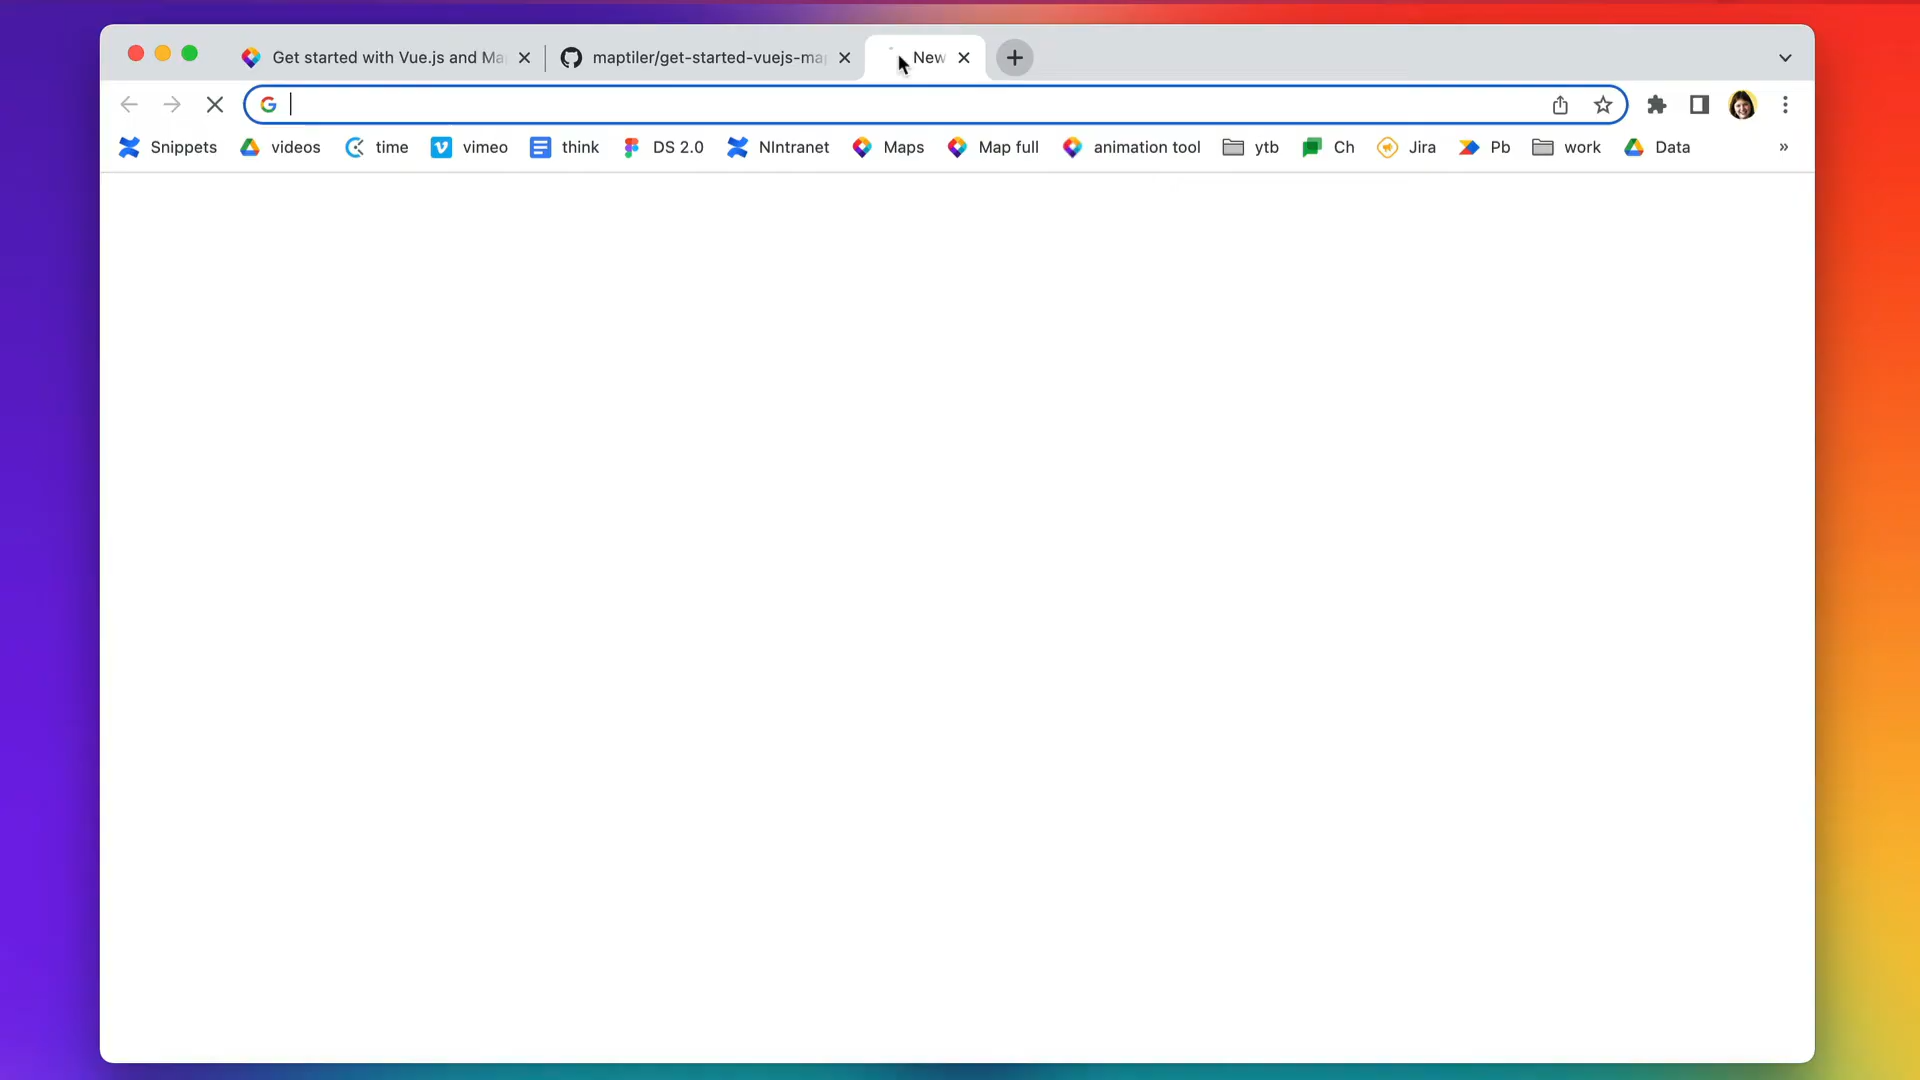 Get started with Vue.js and Ma
maptiler/get-started-vuejs-ma
New
Snippets videos time vimeo think DS 2.0 NIntranet Maps Map full animation tool ytb Ch Jira Pb work Data »